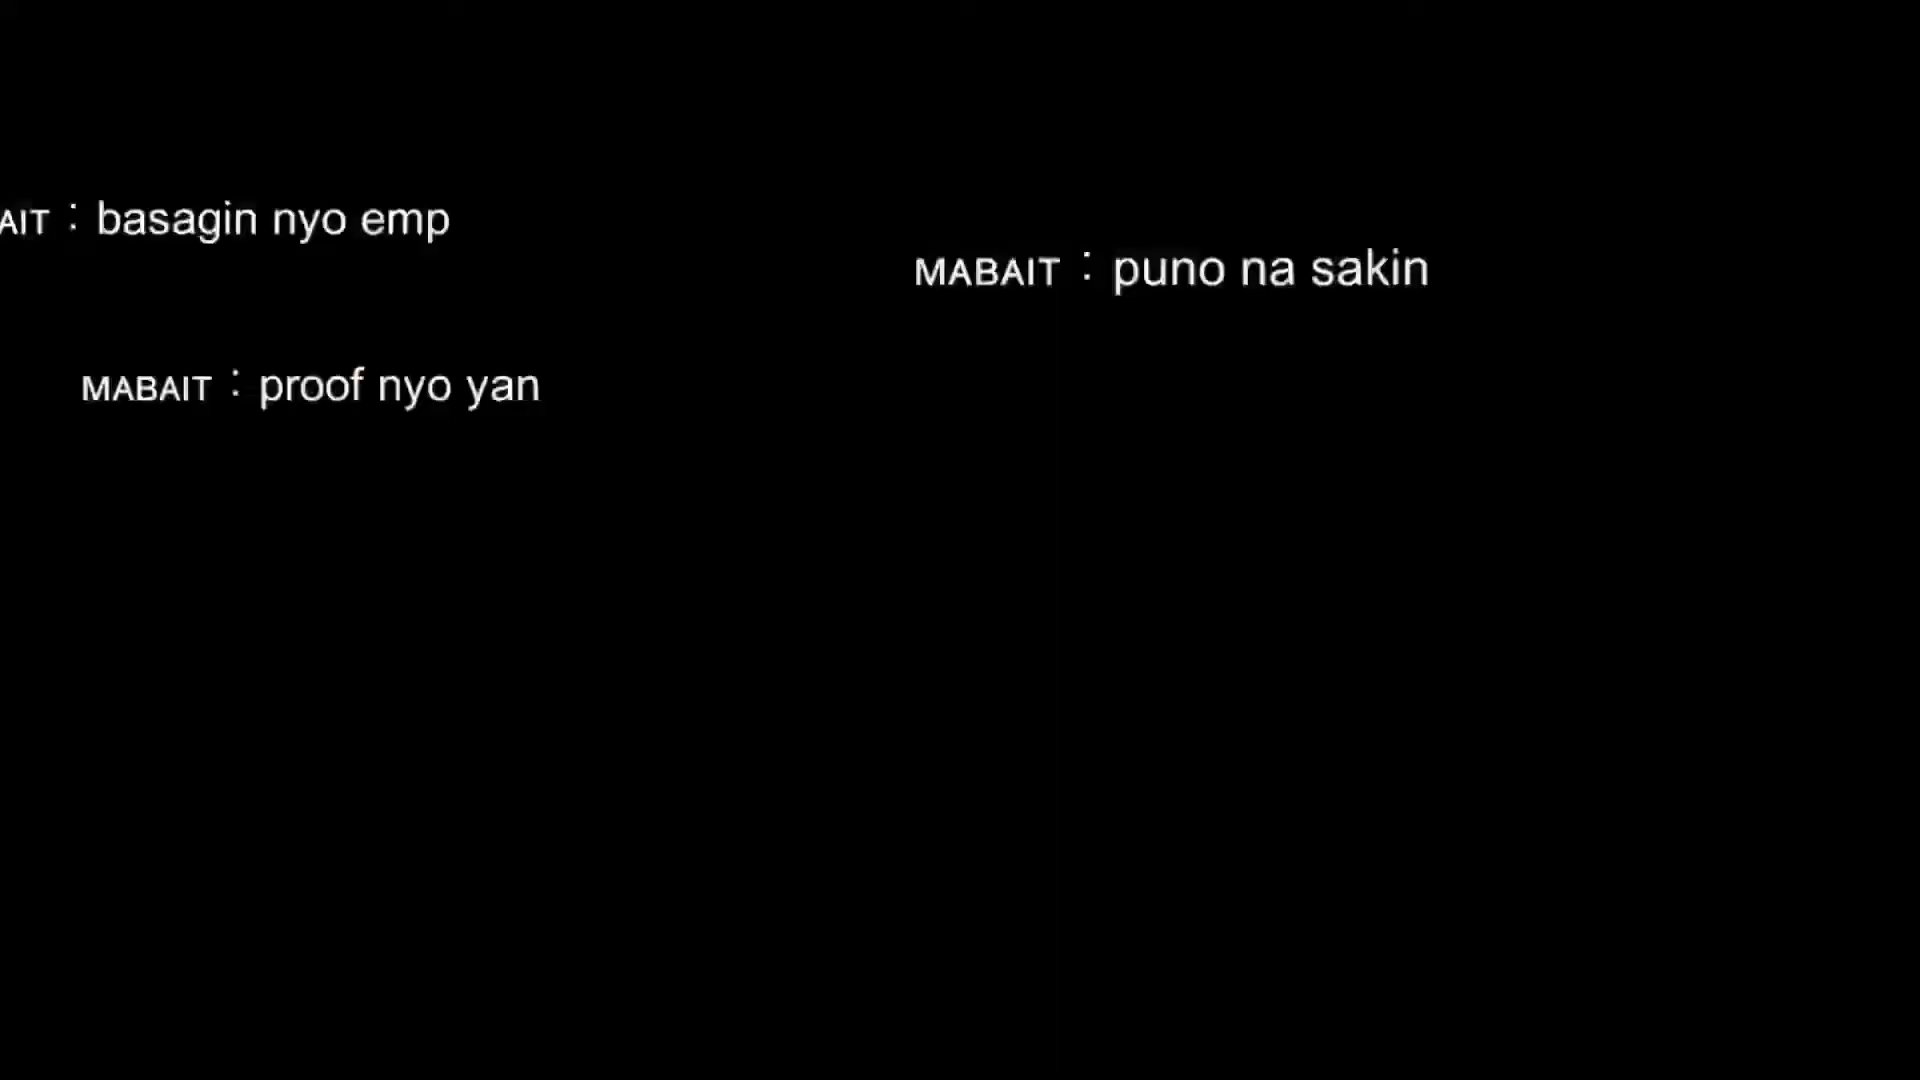 AIT : basagin nyo emp
MABAIT : puno na sakin
MABAIT : proof nyo yan